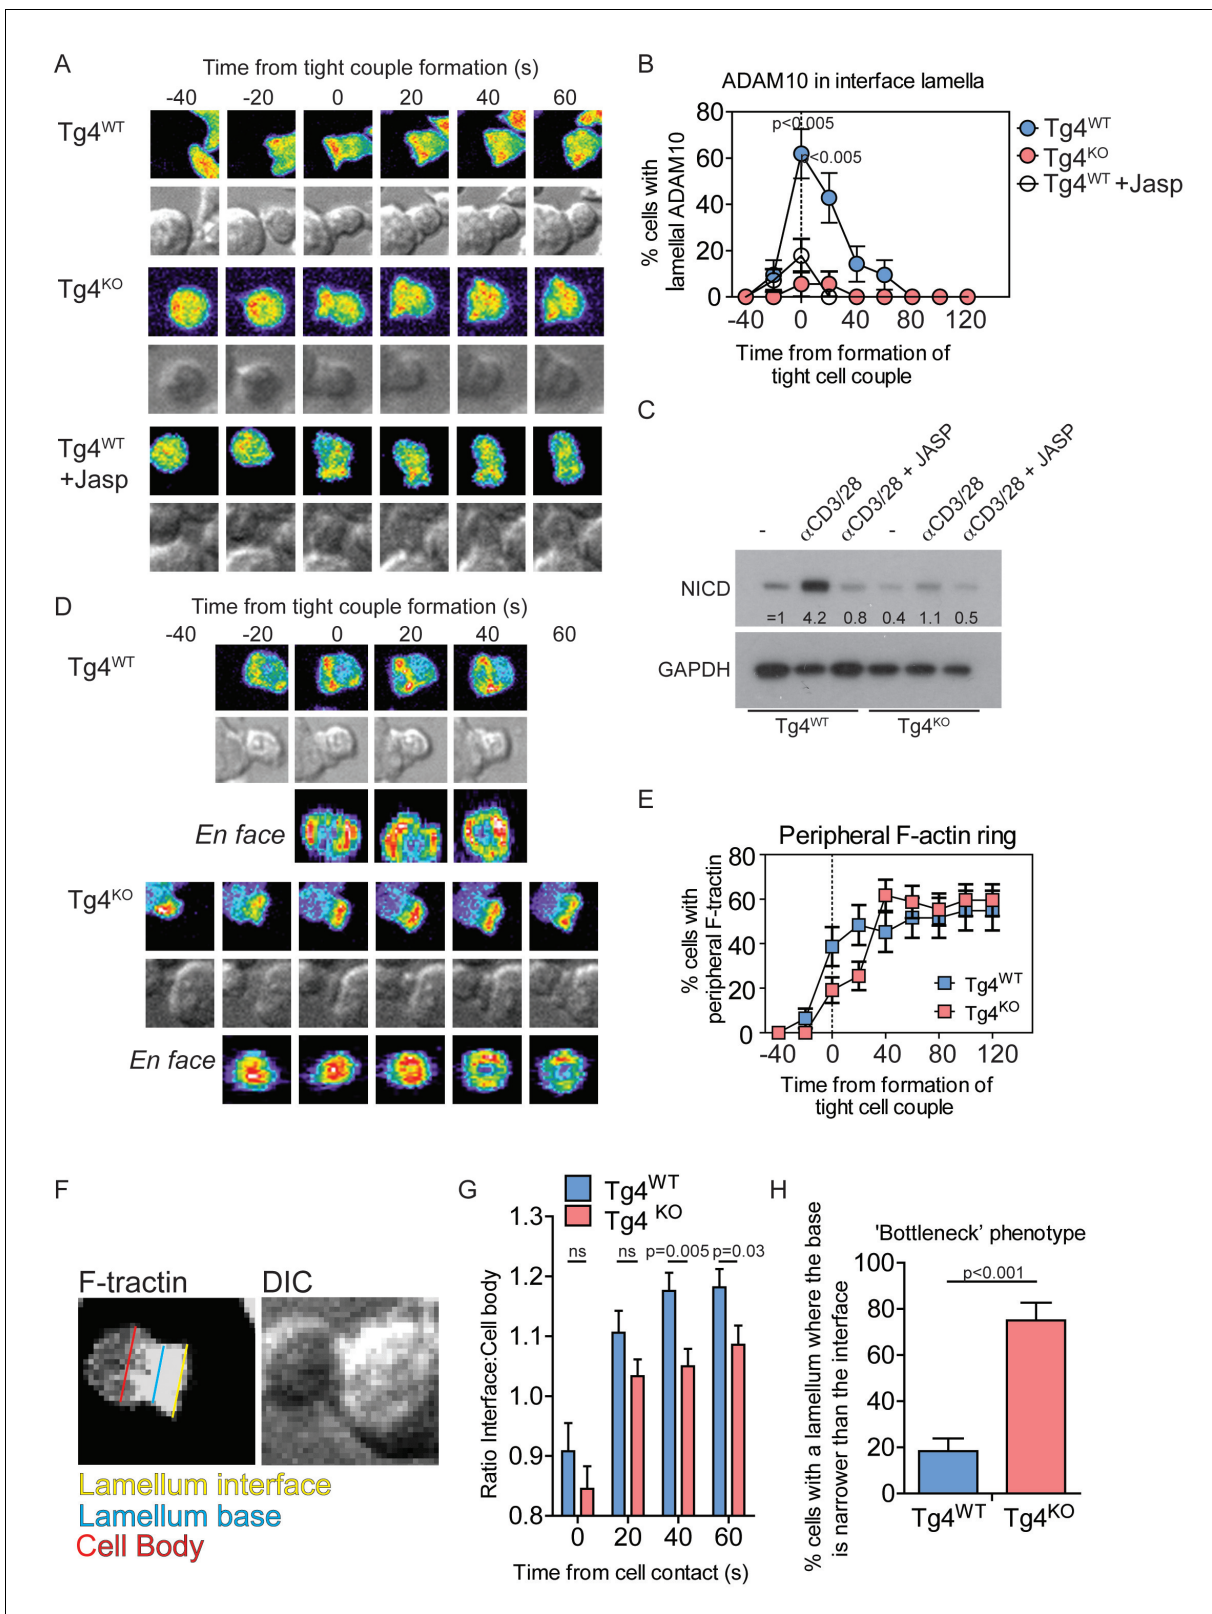 A
Time from tight couple formation (s)
-40 -20 0 20 40 60
Tg4WT
Tg4KO
Tg4WT
+Jasp
B
ADAM10 in interface lamella
% cells with
lamellal ADAM10
80
60
40
20
0
p<0.005
p<0.005
-40 0 40 80 120
Time from formation of
tight cell couple
Tg4WT
Tg4KO
Tg4WT +Jasp
C
- αCD3/28 αCD3/28 + JASP - αCD3/28 αCD3/28 + JASP
NICD
=1 4.2 0.8 0.4 1.1 0.5
GAPDH
Tg4WT Tg4KO
D
Time from tight couple formation (s)
-40 -20 0 20 40 60
Tg4WT
En face
Tg4KO
En face
E
Peripheral F-actin ring
% cells with
peripheral F-tractin
80
60
40
20
0
Tg4WT
Tg4KO
-40 0 40 80 120
Time from formation of
tight cell couple
F
F-tractin DIC
Lamellum interface
Lamellum base
Cell Body
G
Tg4WT
Tg4 KO
Ratio Interface:Cell body
1.3
1.2
1.1
1.0
0.9
0.8
ns ns p=0.005 p=0.03
0 20 40 60
Time from cell contact (s)
H
'Bottleneck’ phenotype
% cells with a lamellum where the base
is narrower than the interface
100
80
60
40
20
0
p<0.001
Tg4WT Tg4KO